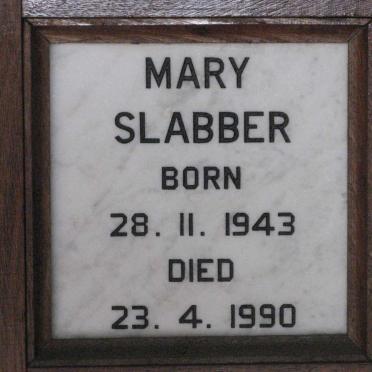 MARY
SLABBER
BORN
28. 11. 1943
DIED
23. 4. 1990